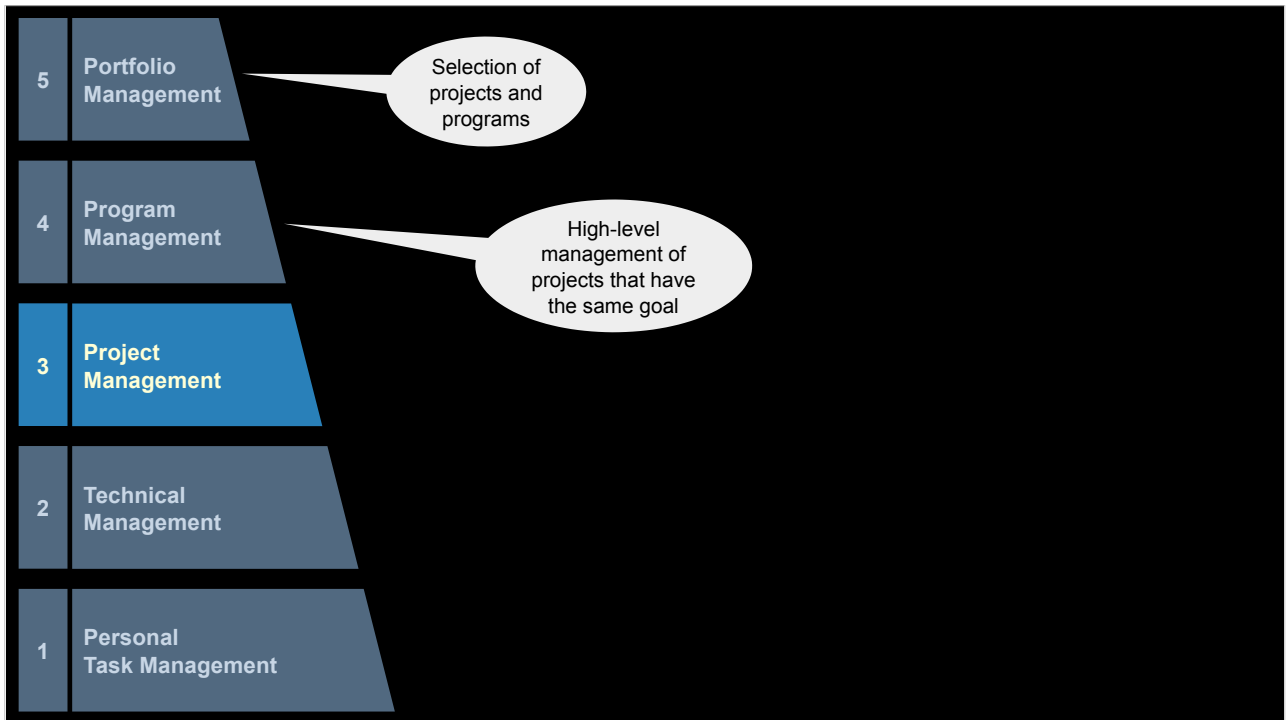 5
Portfolio
Management
Selection of
projects and
programs
4
Program
Management
High-level
management of
projects that have
the same goal
3
Project
Management
2
Technical
Management
1
Personal
Task Management